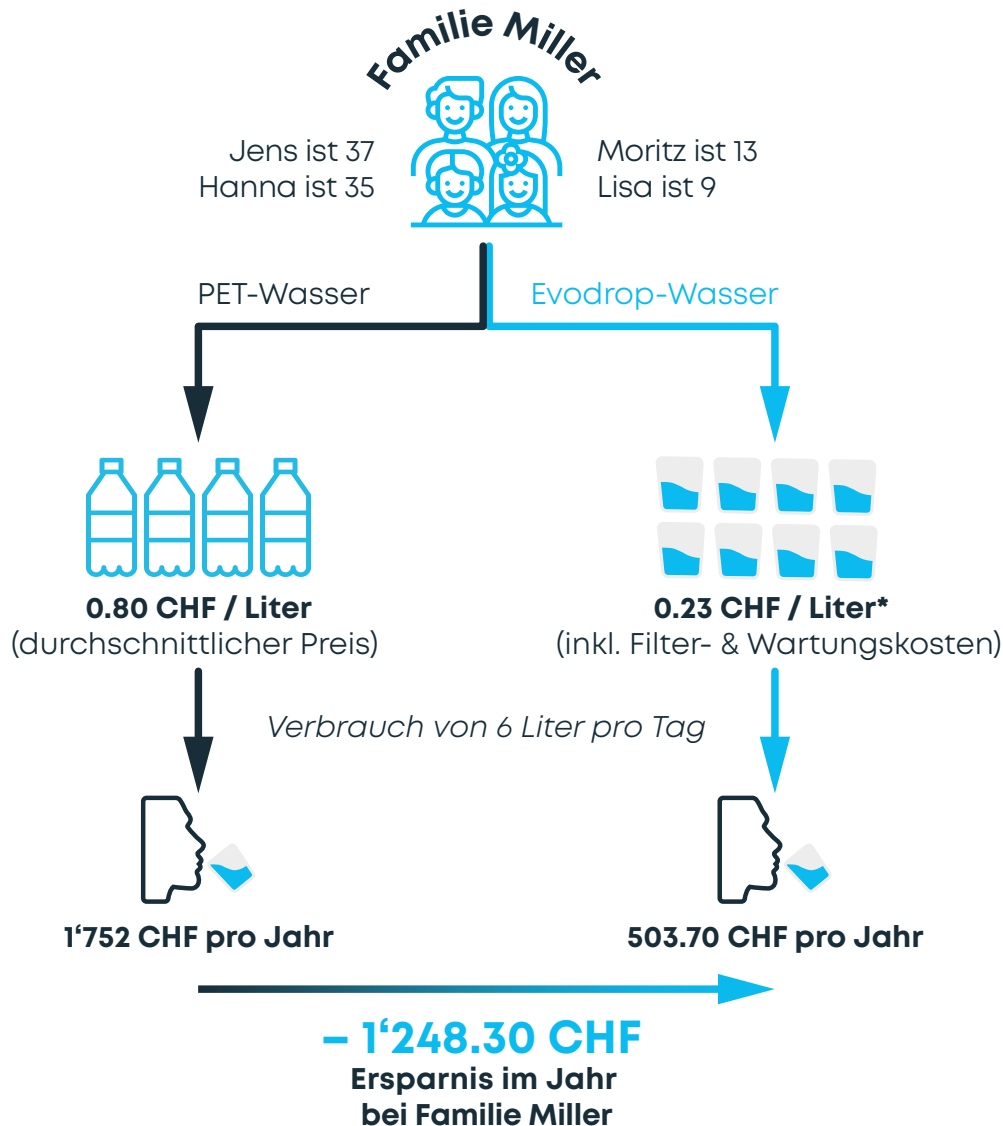 Familie Miller
Jens ist 37
Hanna ist 35
Moritz ist 13
Lisa ist 9
PET-Wasser
Evodrop-Wasser
0.80 CHF / Liter
(durchschnittlicher Preis)
0.23 CHF / Liter*
(inkl. Filter- & Wartungskosten)
Verbrauch von 6 Liter pro Tag
1‘752 CHF pro Jahr
503.70 CHF pro Jahr
– 1‘248.30 CHF
Ersparnis im Jahr
bei Familie Miller